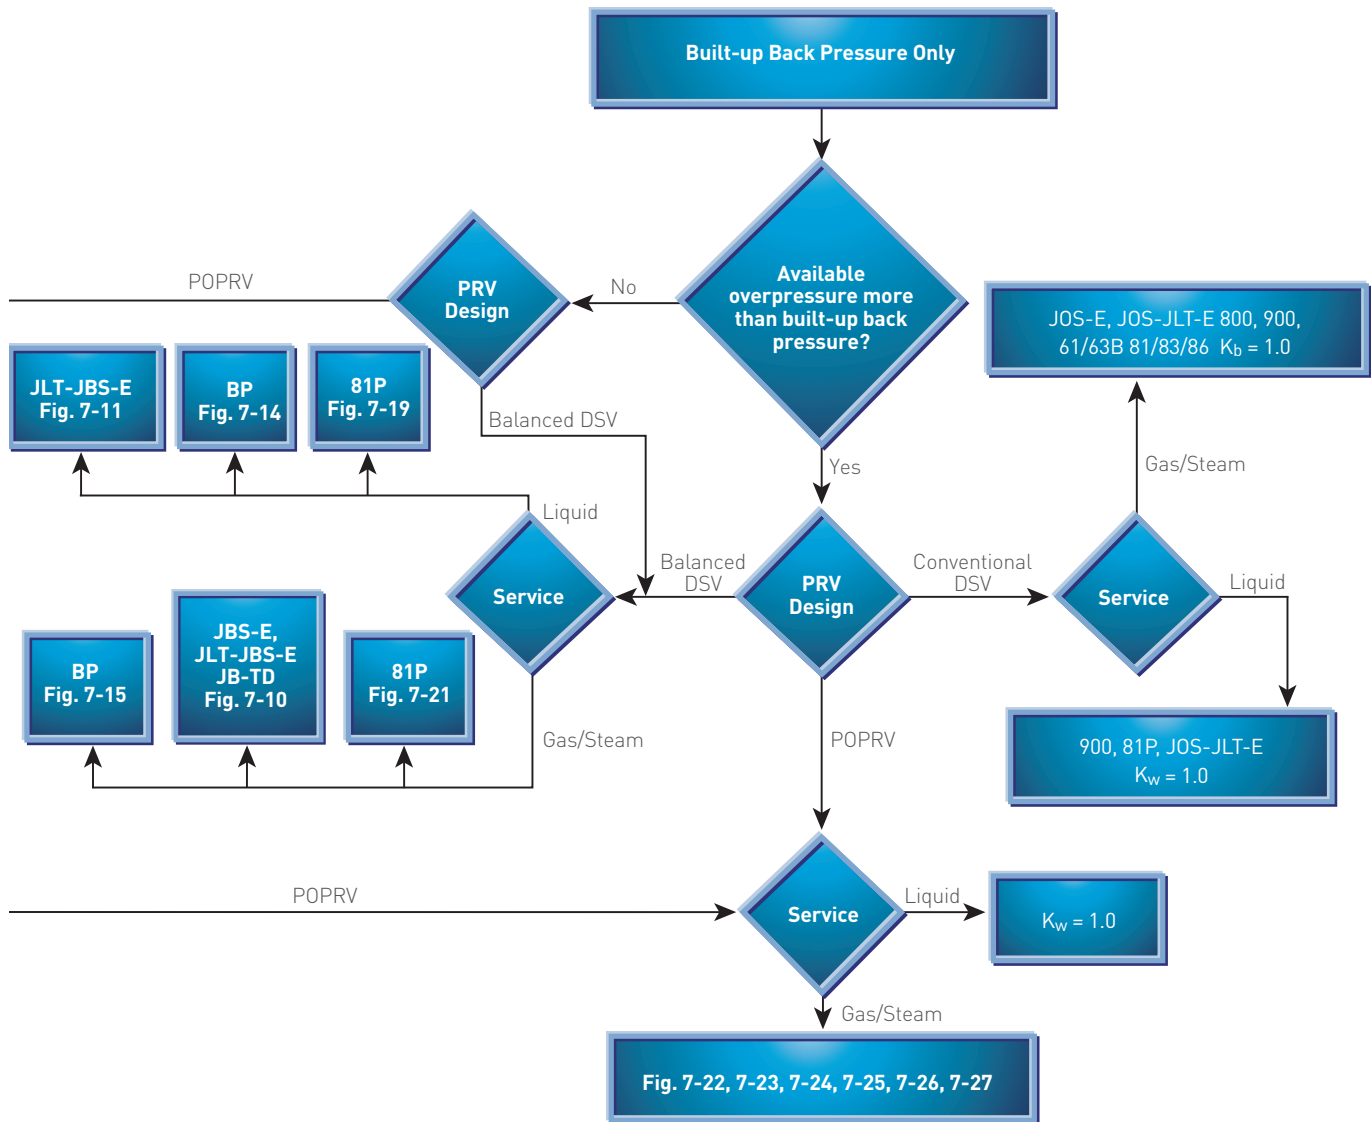 Built-up Back Pressure Only
Available
overpressure more
than built-up back
pressure?
No
PRV
Design
POPRV
JOS-E, JOS-JLT-E 800, 900,
61/63B 81/83/86 Kb = 1.0
JLT-JBS-E
Fig. 7-11
BP
Fig. 7-14
81P
Fig. 7-19
Balanced DSV
Yes
Gas/Steam
Liquid
Service
Balanced
DSV
PRV
Design
Conventional
DSV
Service
Liquid
BP
Fig. 7-15
JBS-E,
JLT-JBS-E
JB-TD
Fig. 7-10
81P
Fig. 7-21
Gas/Steam
POPRV
900, 81P, JOS-JLT-E
Kw = 1.0
POPRV
Service
Liquid
Kw = 1.0
Gas/Steam
Fig. 7-22, 7-23, 7-24, 7-25, 7-26, 7-27